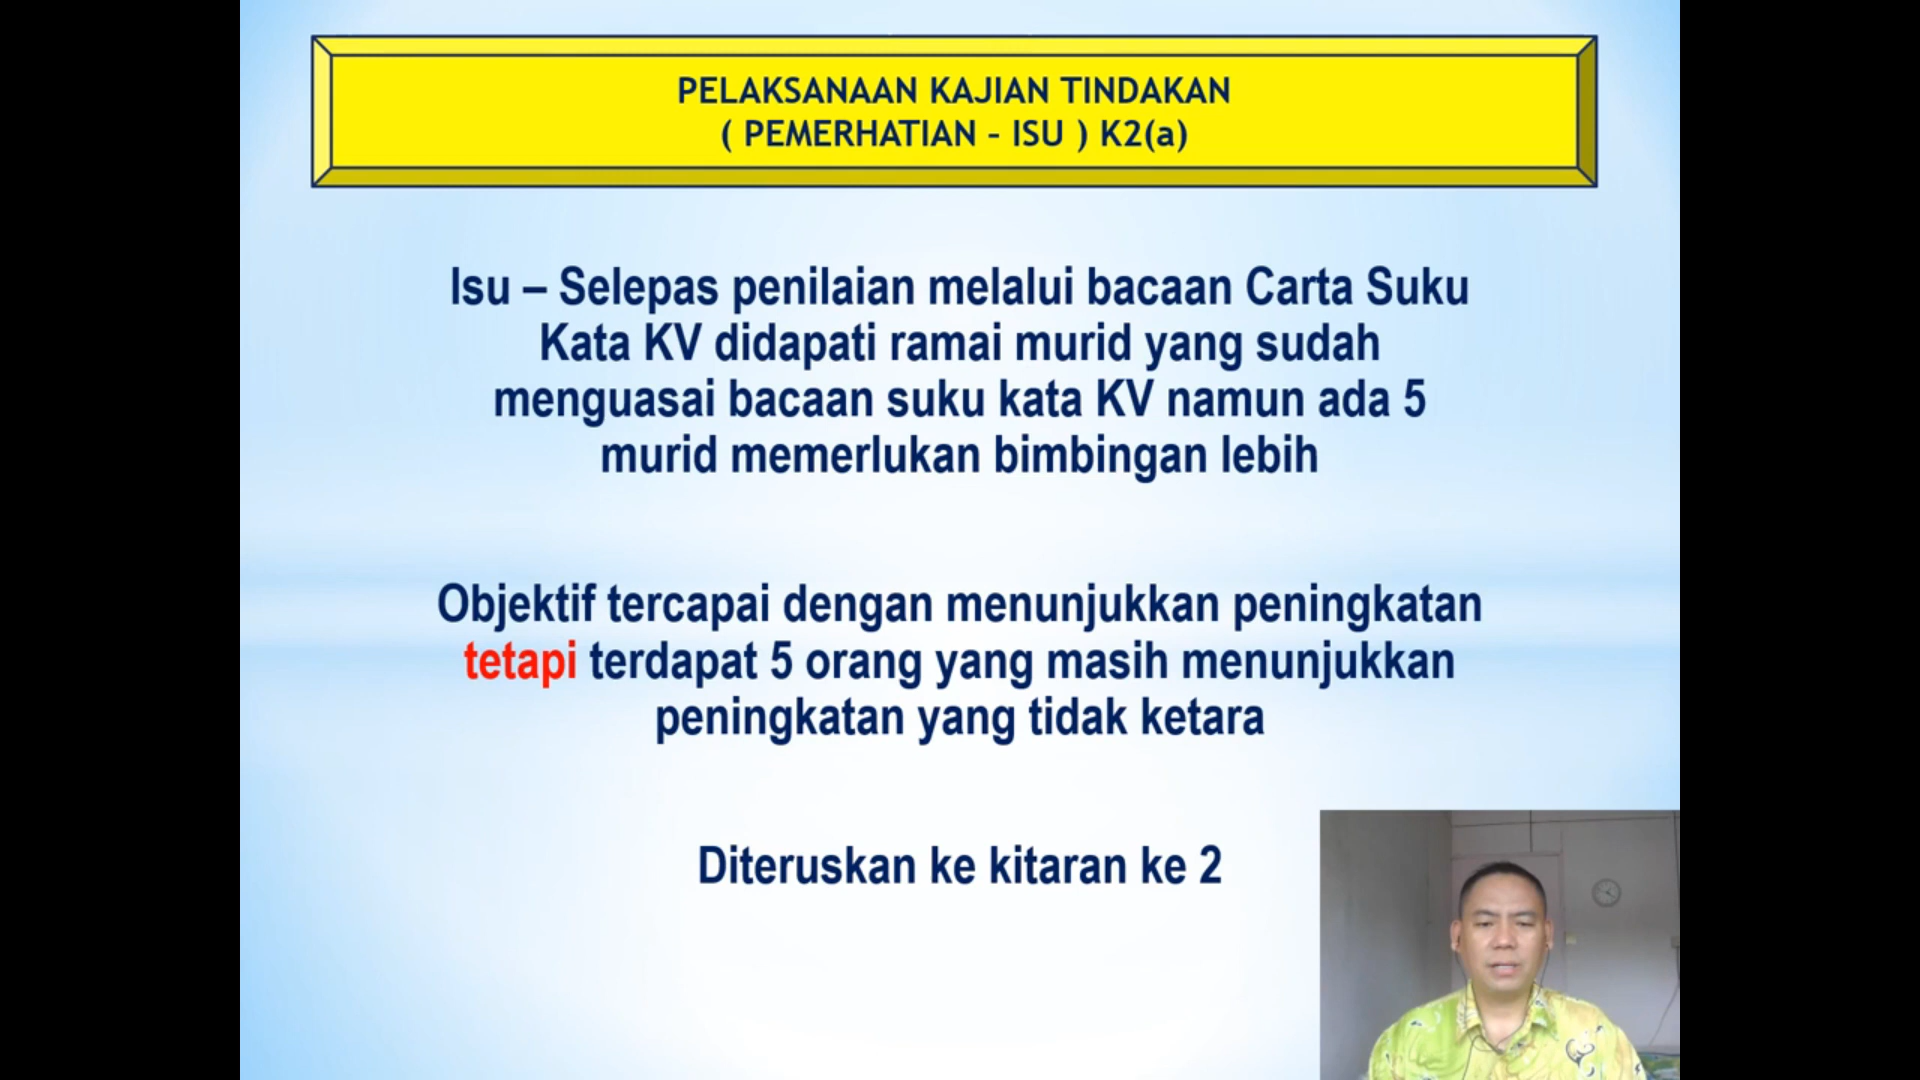 PELAKSANAAN KAJIAN TINDAKAN
( PEMERHATIAN – ISU ) K2(a)
Isu – Selepas penilaian melalui bacaan Carta Suku
Kata KV didapati ramai murid yang sudah
menguasai bacaan suku kata KV namun ada 5
murid memerlukan bimbingan lebih
Objektif tercapai dengan menunjukkan peningkatan
tetapi terdapat 5 orang yang masih menunjukkan
peningkatan yang tidak ketara
Diteruskan ke kitaran ke 2